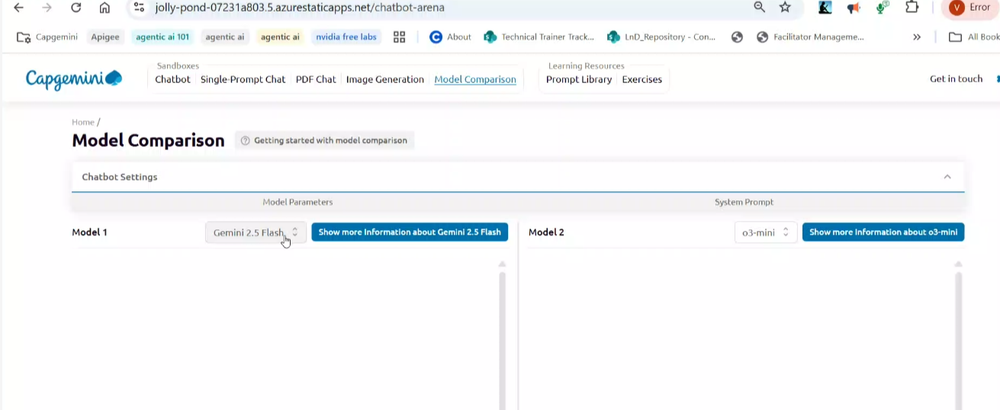 jolly-pond-07231a803.5.azurestaticapps.net/chatbot-arena V Error
Capgemini Apigee agentic ai 101 agentic ai agentic ai nvidia free labs About Technical Trainer Track... LnD_Repository - Con... Facilitator Manageme... » All Book
Sandboxes Learning Resources
Capgemini Chatbot Single-Prompt Chat PDF Chat Image Generation Model Comparison Prompt Library Exercises Get in touch
Home /
Model Comparison Getting started with model comparison
Chatbot Settings
Model Parameters System Prompt
Model 1 Gemini 2.5 Flash Show more Information about Gemini 2.5 Flash Model 2 o3-mini Show more Information about o3-mini